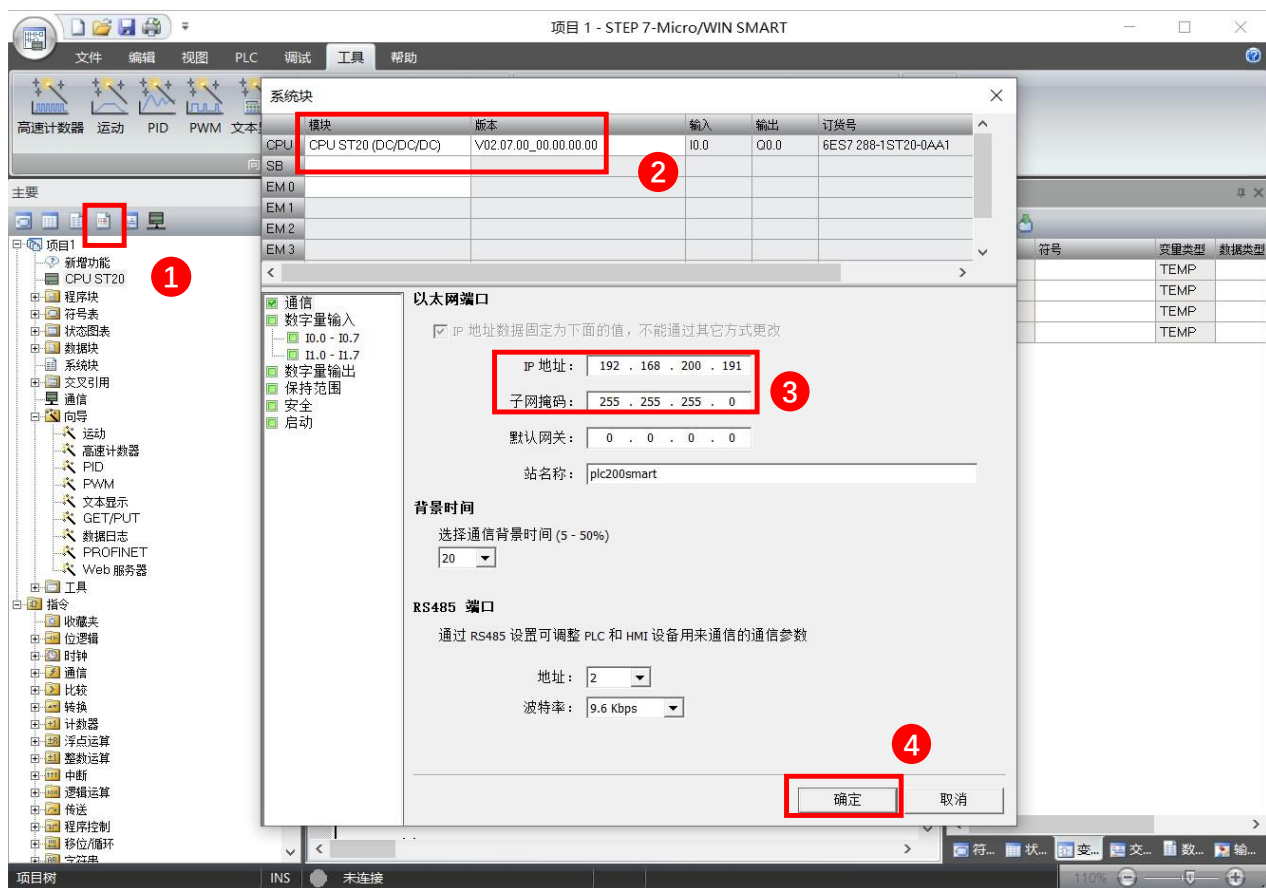 项目 1 - STEP 7-Micro/WIN SMART
文件 编辑 视图 PLC 调试 工具 帮助
高速计数器 运动 PID PWM
系统块
模块 版本 输入 输出 订货号
CPU CPU ST20 (DC/DC/DC) V02.07.00_00.00.00.00 I0.0 Q0.0 6ES7 288-1ST20-0AA1
SB
EM 0
EM 1
EM 2
EM 3
2
主要
1
项目1
新增功能
CPU ST20
程序块
符号表
状态图表
数据块
系统块
交叉引用
通信
向导
运动
高速计数器
PID
PWM
文本显示
GET/PUT
数据日志
PROFINET
Web 服务器
工具
指令
收藏夹
位逻辑
时钟
通信
比较
转换
计数器
浮点运算
整数运算
中断
逻辑运算
传送
程序控制
移位/循环
字符串
通信
数字量输入
I0.0 - I0.7
I1.0 - I1.7
数字量输出
保持范围
安全
启动
以太网端口
IP 地址数据固定为下面的值，不能通过其它方式更改
IP 地址： 192 . 168 . 200 . 191
子网掩码： 255 . 255 . 255 . 0
3
默认网关： 0 . 0 . 0 . 0
站名称： plc200smart
背景时间
选择通信背景时间 (5 - 50%)
20
RS485 端口
通过 RS485 设置可调整 PLC 和 HMI 设备用来通信的通信参数
地址： 2
波特率： 9.6 Kbps
4
确定 取消
符号 变量类型 数据类型
TEMP
TEMP
TEMP
TEMP
符... 状... 变... 交... 数... 输...
项目树 INS 未连接 110%